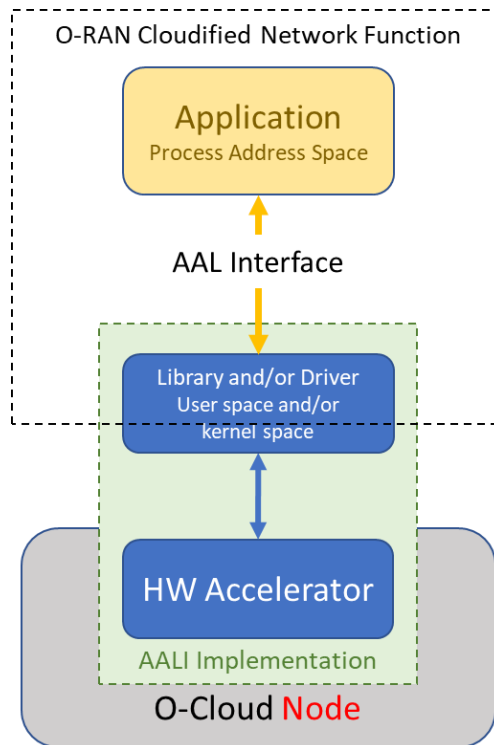 O-RAN Cloudified Network Function
Application
Process Address Space
AAL Interface
Library and/or Driver
User space and/or
kernel space
HW Accelerator
AALI Implementation
O-Cloud Node